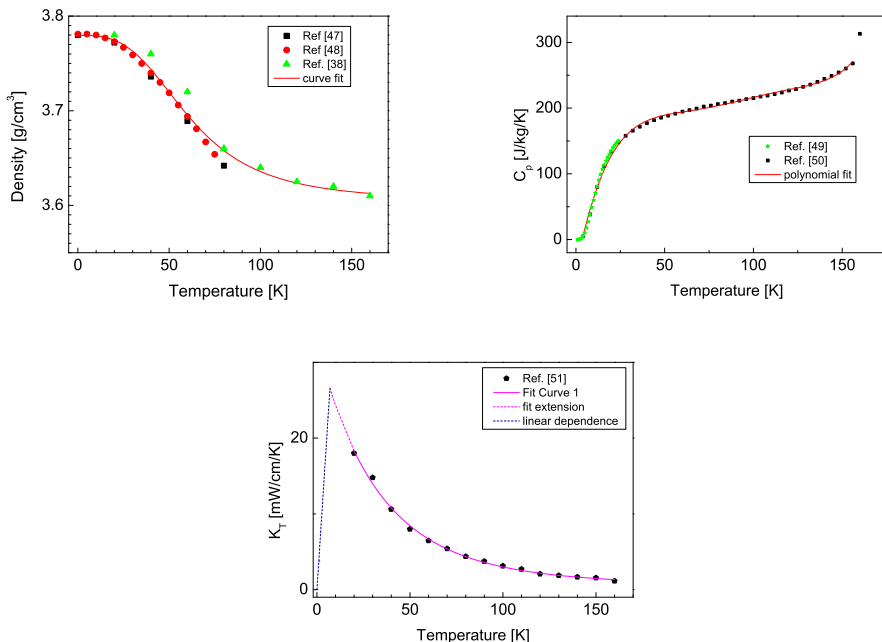 3.8
3.7
3.6
Density [g/cm³]
Ref [47]
Ref [48]
Ref. [38]
curve fit
0 50 100 150
Temperature [K]
300
200
100
0
C_p [J/kg/K]
Ref. [49]
Ref. [50]
polynomial fit
0 50 100 150
Temperature [K]
20
0
K_T [mW/cm/K]
Ref. [51]
Fit Curve 1
fit extension
linear dependence
0 50 100 150
Temperature [K]